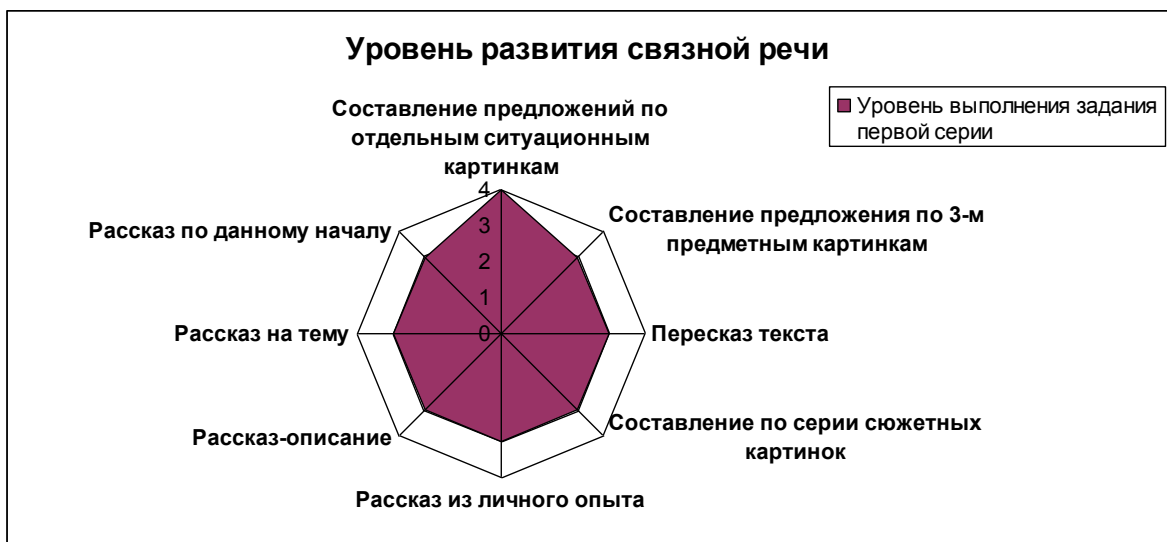 Уровень развития связной речи
Уровень выполнения задания
первой серии
Составление предложений по
отдельным ситуационным
картинкам
4
3
2
1
0
Составление предложения по 3-м
предметным картинкам
Пересказ текста
Составление по серии сюжетных
картинок
Рассказ из личного опыта
Рассказ-описание
Рассказ на тему
Рассказ по данному началу